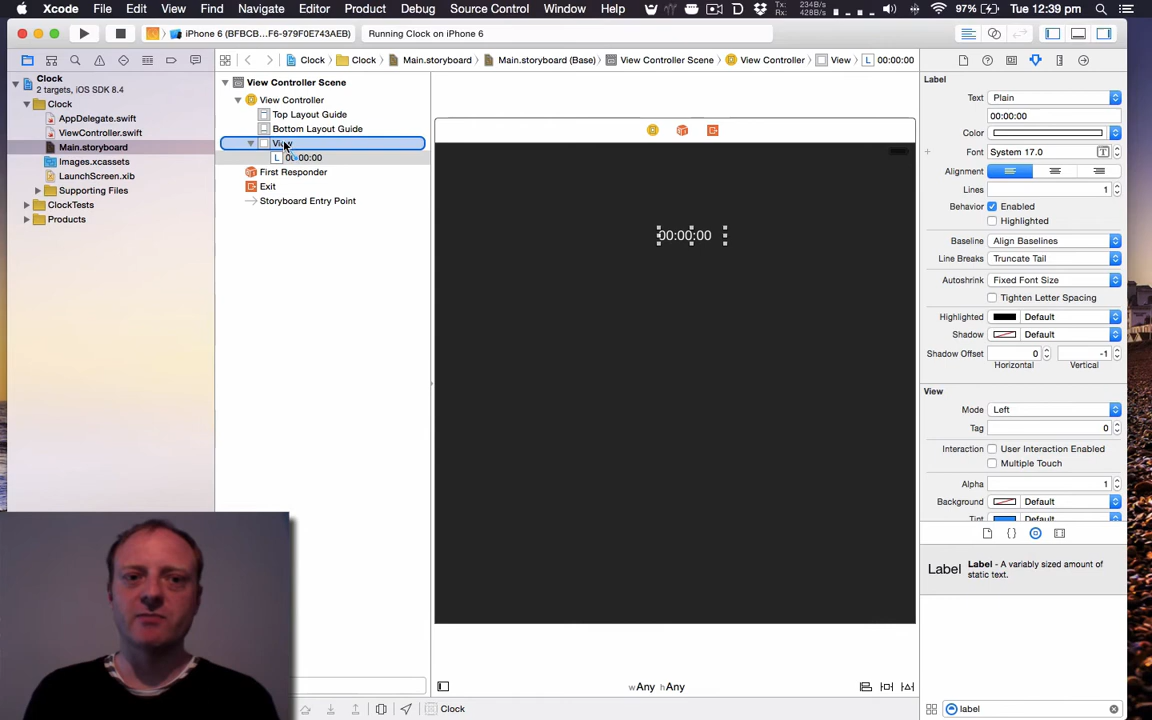 Xcode File Edit View Find Navigate Editor Product Debug Source Control Window Help Tx: 234B/s Rx: 428B/s 97% Tue 12:39 pm
iPhone 6 (BFBCB...F6-979F0E743AEB) Running Clock on iPhone 6
Clock Clock Main.storyboard Main.storyboard (Base) View Controller Scene View Controller View L 00:00:00
Clock
2 targets, iOS SDK 8.4
Clock
AppDelegate.swift
ViewController.swift
Main.storyboard
Images.xcassets
LaunchScreen.xib
Supporting Files
ClockTests
Products
View Controller Scene
View Controller
Top Layout Guide
Bottom Layout Guide
View
L 00:00:00
First Responder
Exit
Storyboard Entry Point
00:00:00
wAny hAny
Clock
Label
Text Plain
00:00:00
Color
Font System 17.0
Alignment
Lines 1
Behavior Enabled
Highlighted
Baseline Align Baselines
Line Breaks Truncate Tail
Autoshrink Fixed Font Size
Tighten Letter Spacing
Highlighted Default
Shadow Default
Shadow Offset 0 -1
Horizontal Vertical
View
Mode Left
Tag 0
Interaction User Interaction Enabled
Multiple Touch
Alpha 1
Background Default
Tint Default
Label Label - A variably sized amount of
static text.
label